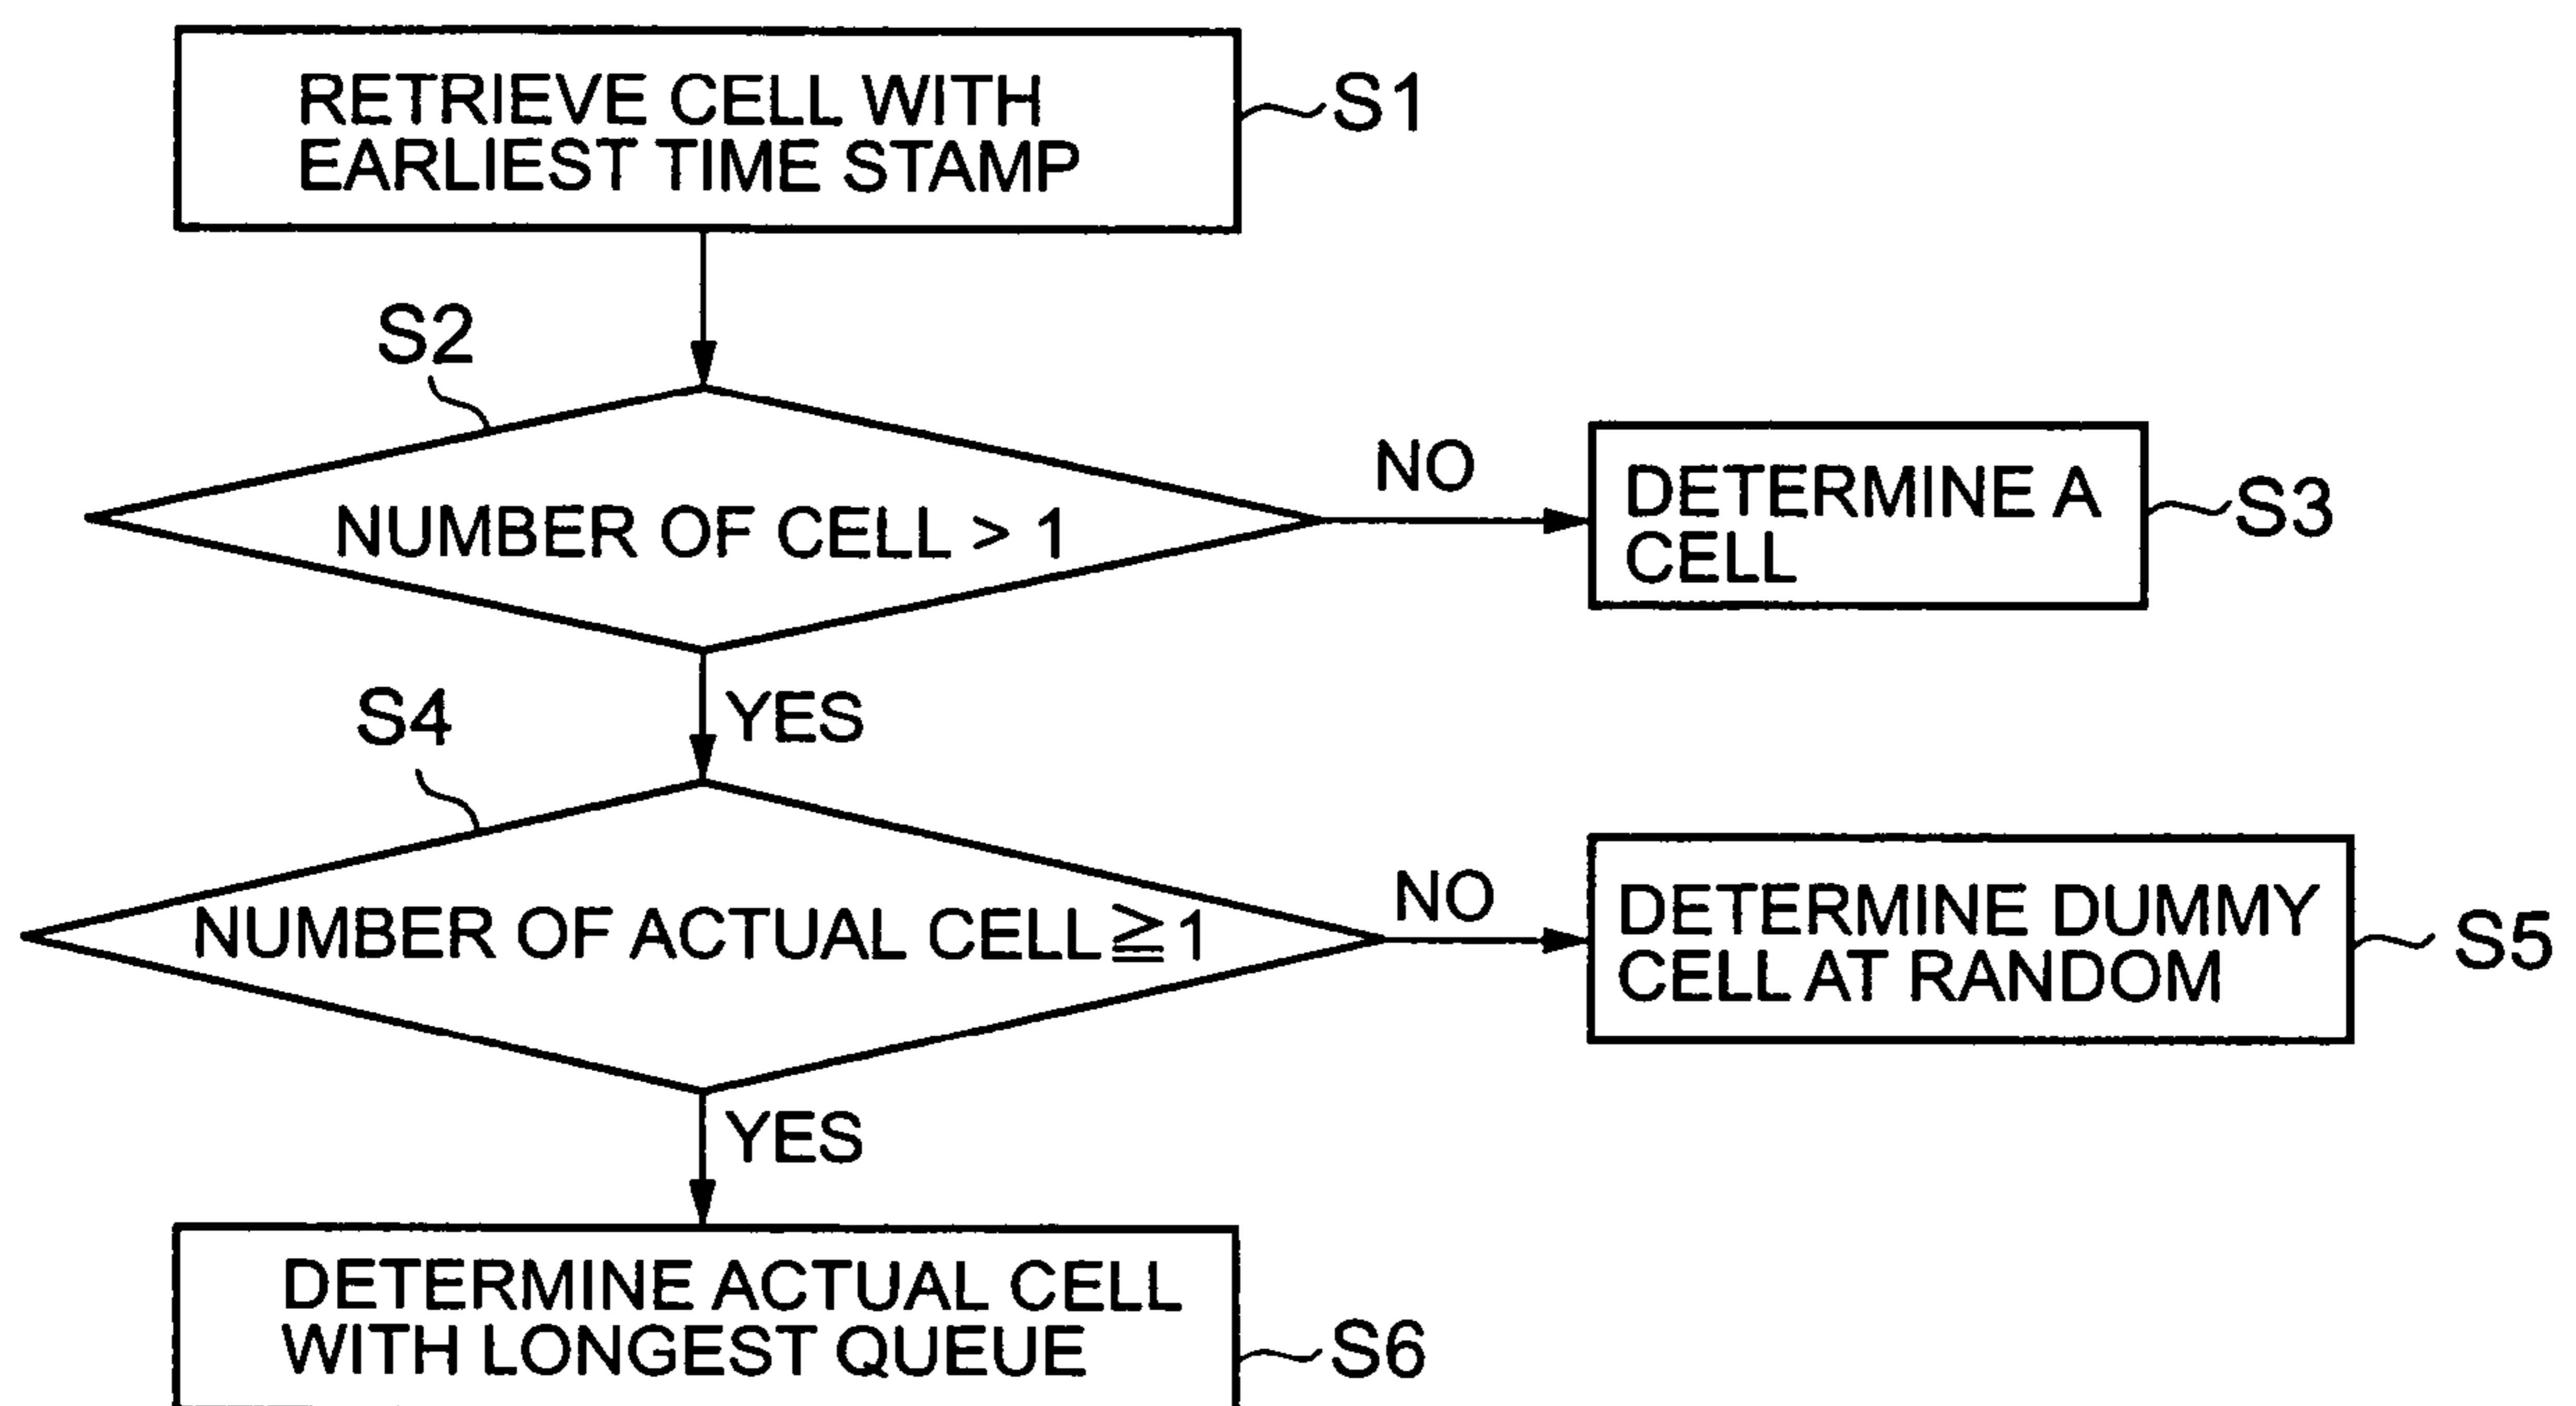 RETRIEVE CELL WITH
EARLIEST TIME STAMP
S1
S2
NUMBER OF CELL > 1
NO
DETERMINE A
CELL
S3
YES
S4
NUMBER OF ACTUAL CELL ≧ 1
NO
DETERMINE DUMMY
CELL AT RANDOM
S5
YES
DETERMINE ACTUAL CELL
WITH LONGEST QUEUE
S6